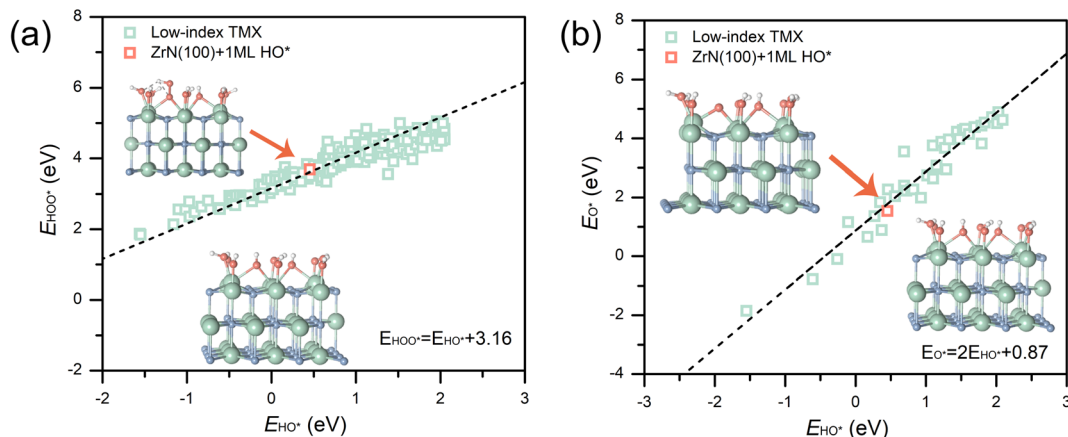 (a)
Low-index TMX
ZrN(100)+1ML HO*
EHOO*=EHO*+3.16
EHOO* (eV)
8
6
4
2
0
-2
-2
-1
0
1
2
3
EHO* (eV)
(b)
Low-index TMX
ZrN(100)+1ML HO*
EO*=2EHO*+0.87
EO* (eV)
8
6
4
2
0
-2
-4
-3
-2
-1
0
1
2
3
EHO* (eV)